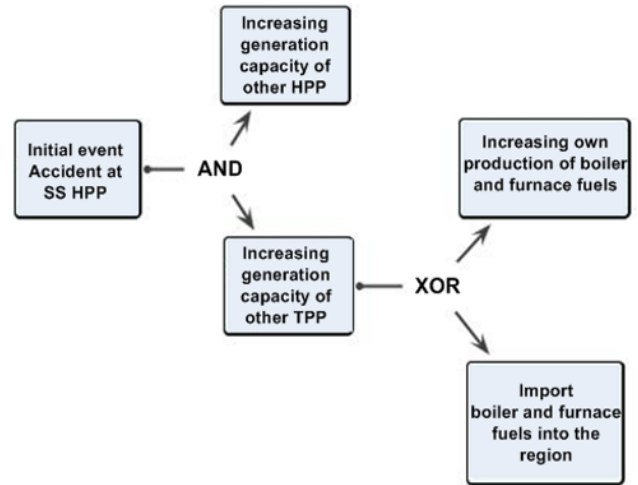 Increasing
generation
capacity of
other HPP
Initial event
Accident at
SS HPP
AND
Increasing own
production of boiler
and furnace fuels
Increasing
generation
capacity of
other TPP
XOR
Import
boiler and furnace
fuels into the
region